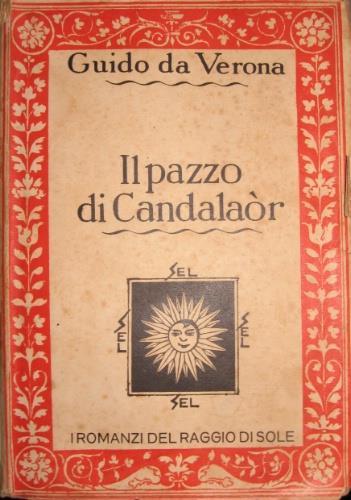 Guido da Verona
Il pazzo
di Candalaòr
SEL
SEL
SEL
SEL
I ROMANZI DEL RAGGIO DI SOLE